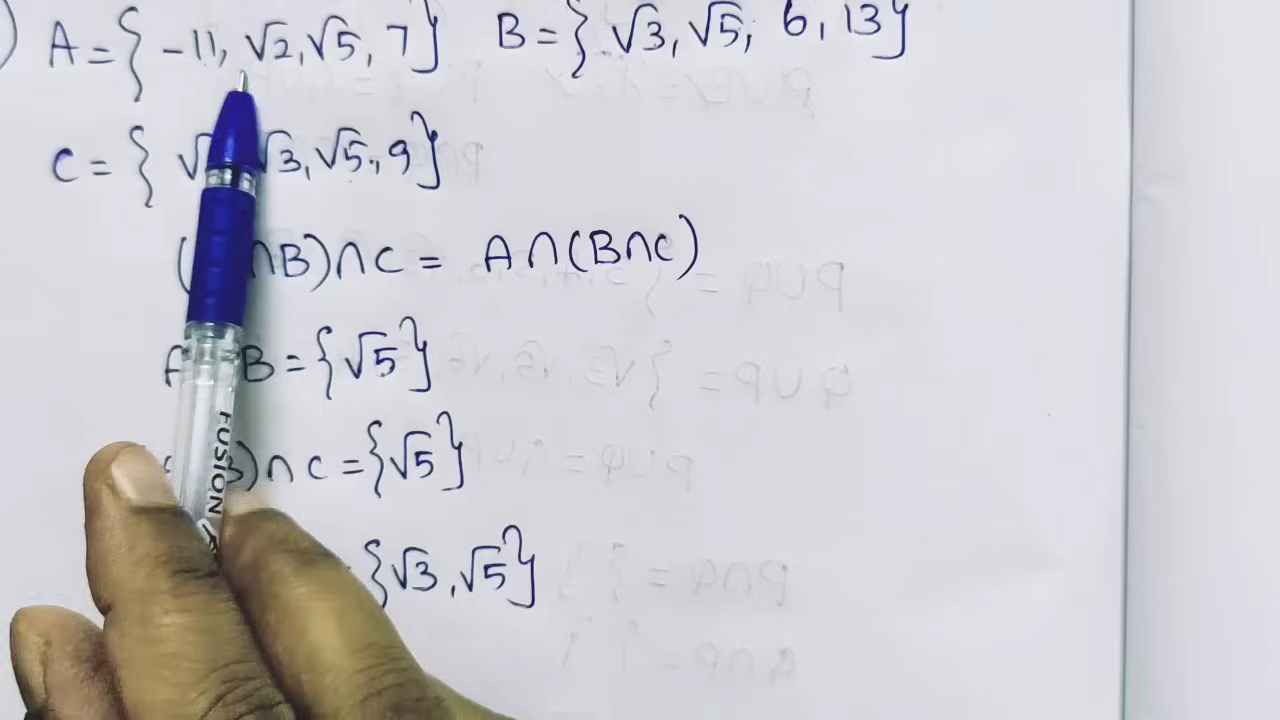 A = { -11, √2, √5, 7 } B = { √3, √5, 6, 13 }
C = { √ √3, √5, 9 }
( ∩B)∩C = A∩(B∩C)
A B = { √5 }
B)∩C = { √5 }
{ √3, √5 }
FUSION